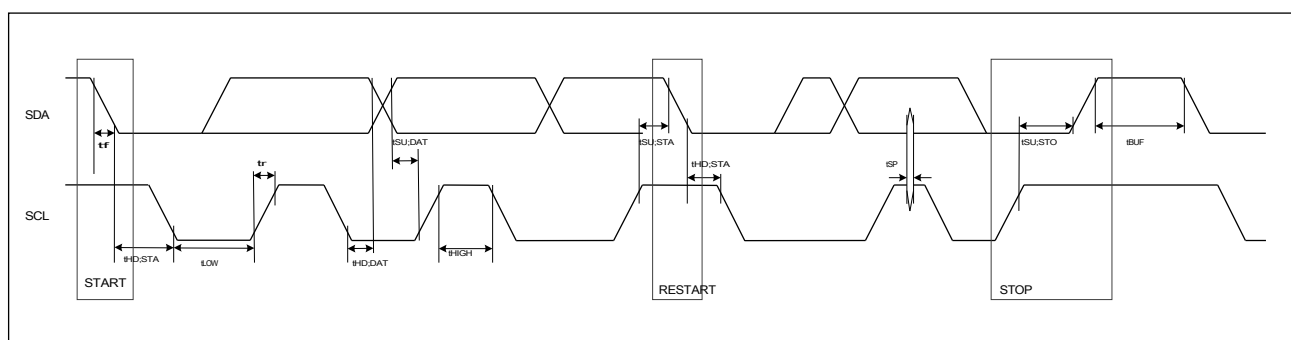 SDA
tf
tSU;DAT
tSU;STA
tSU;STO
tBUF
tr
tHD;STA
tSP
SCL
tHD;STA
tLOW
tHD;DAT
tHIGH
START
RESTART
STOP